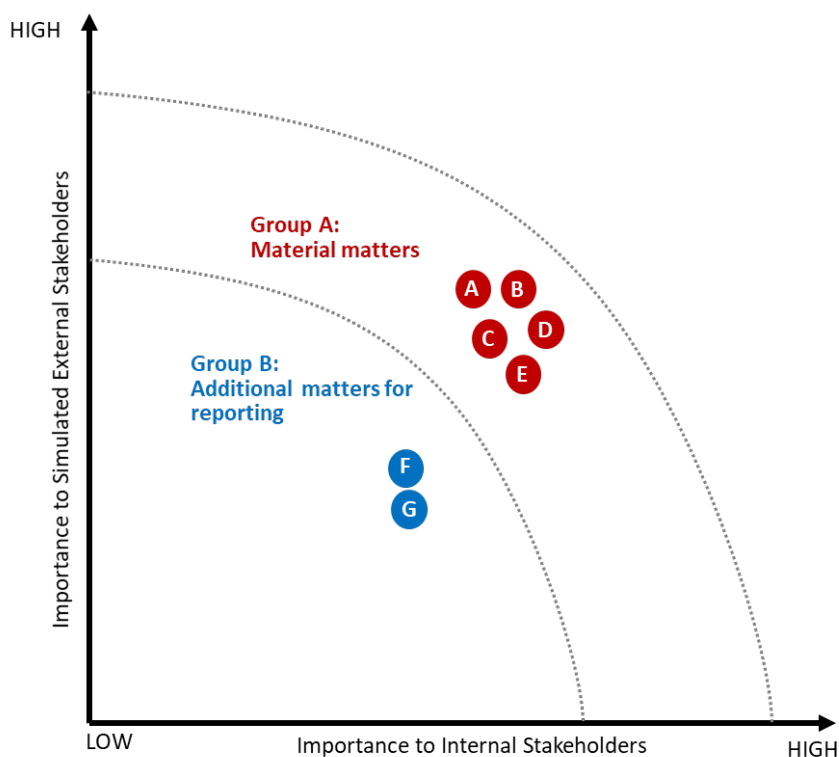 HIGH
Importance to Simulated External Stakeholders
Group A:
Material matters
A
B
C
D
E
Group B:
Additional matters for
reporting
F
G
LOW
Importance to Internal Stakeholders
HIGH